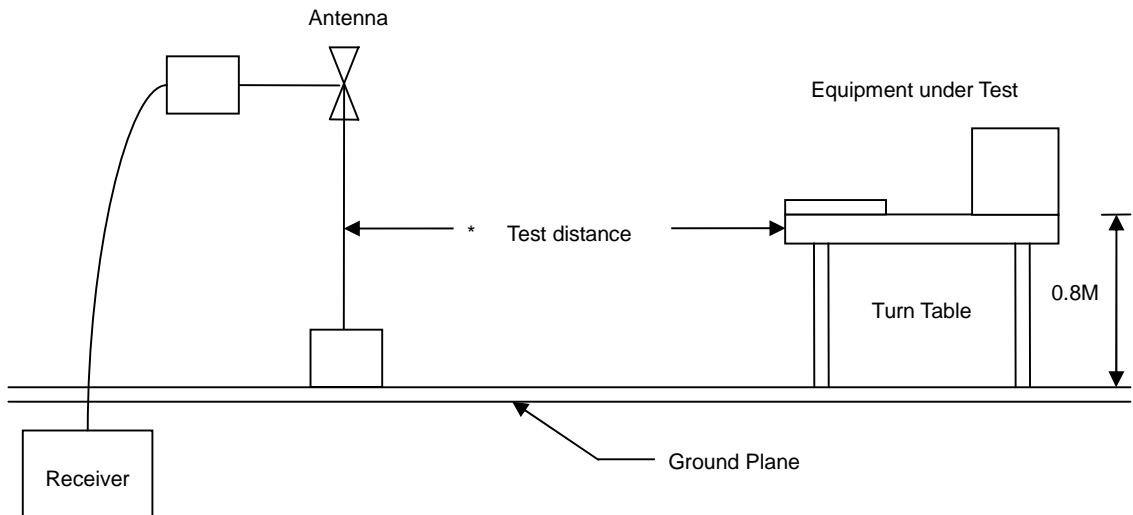 Antenna
Equipment under Test
* Test distance
0.8M
Turn Table
Ground Plane
Receiver